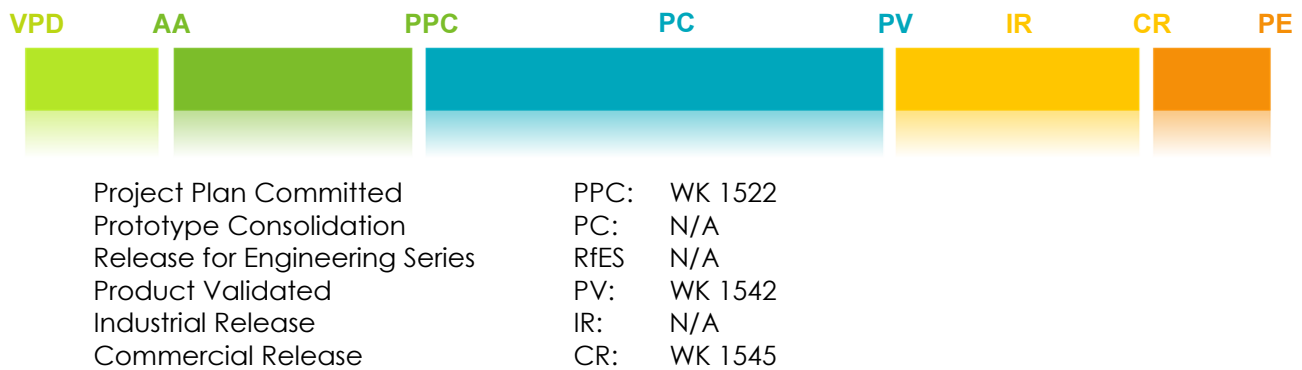 VPD AA PPC PC PV IR CR PE
Project Plan Committed PPC: WK 1522
Prototype Consolidation PC: N/A
Release for Engineering Series RfES N/A
Product Validated PV: WK 1542
Industrial Release IR: N/A
Commercial Release CR: WK 1545